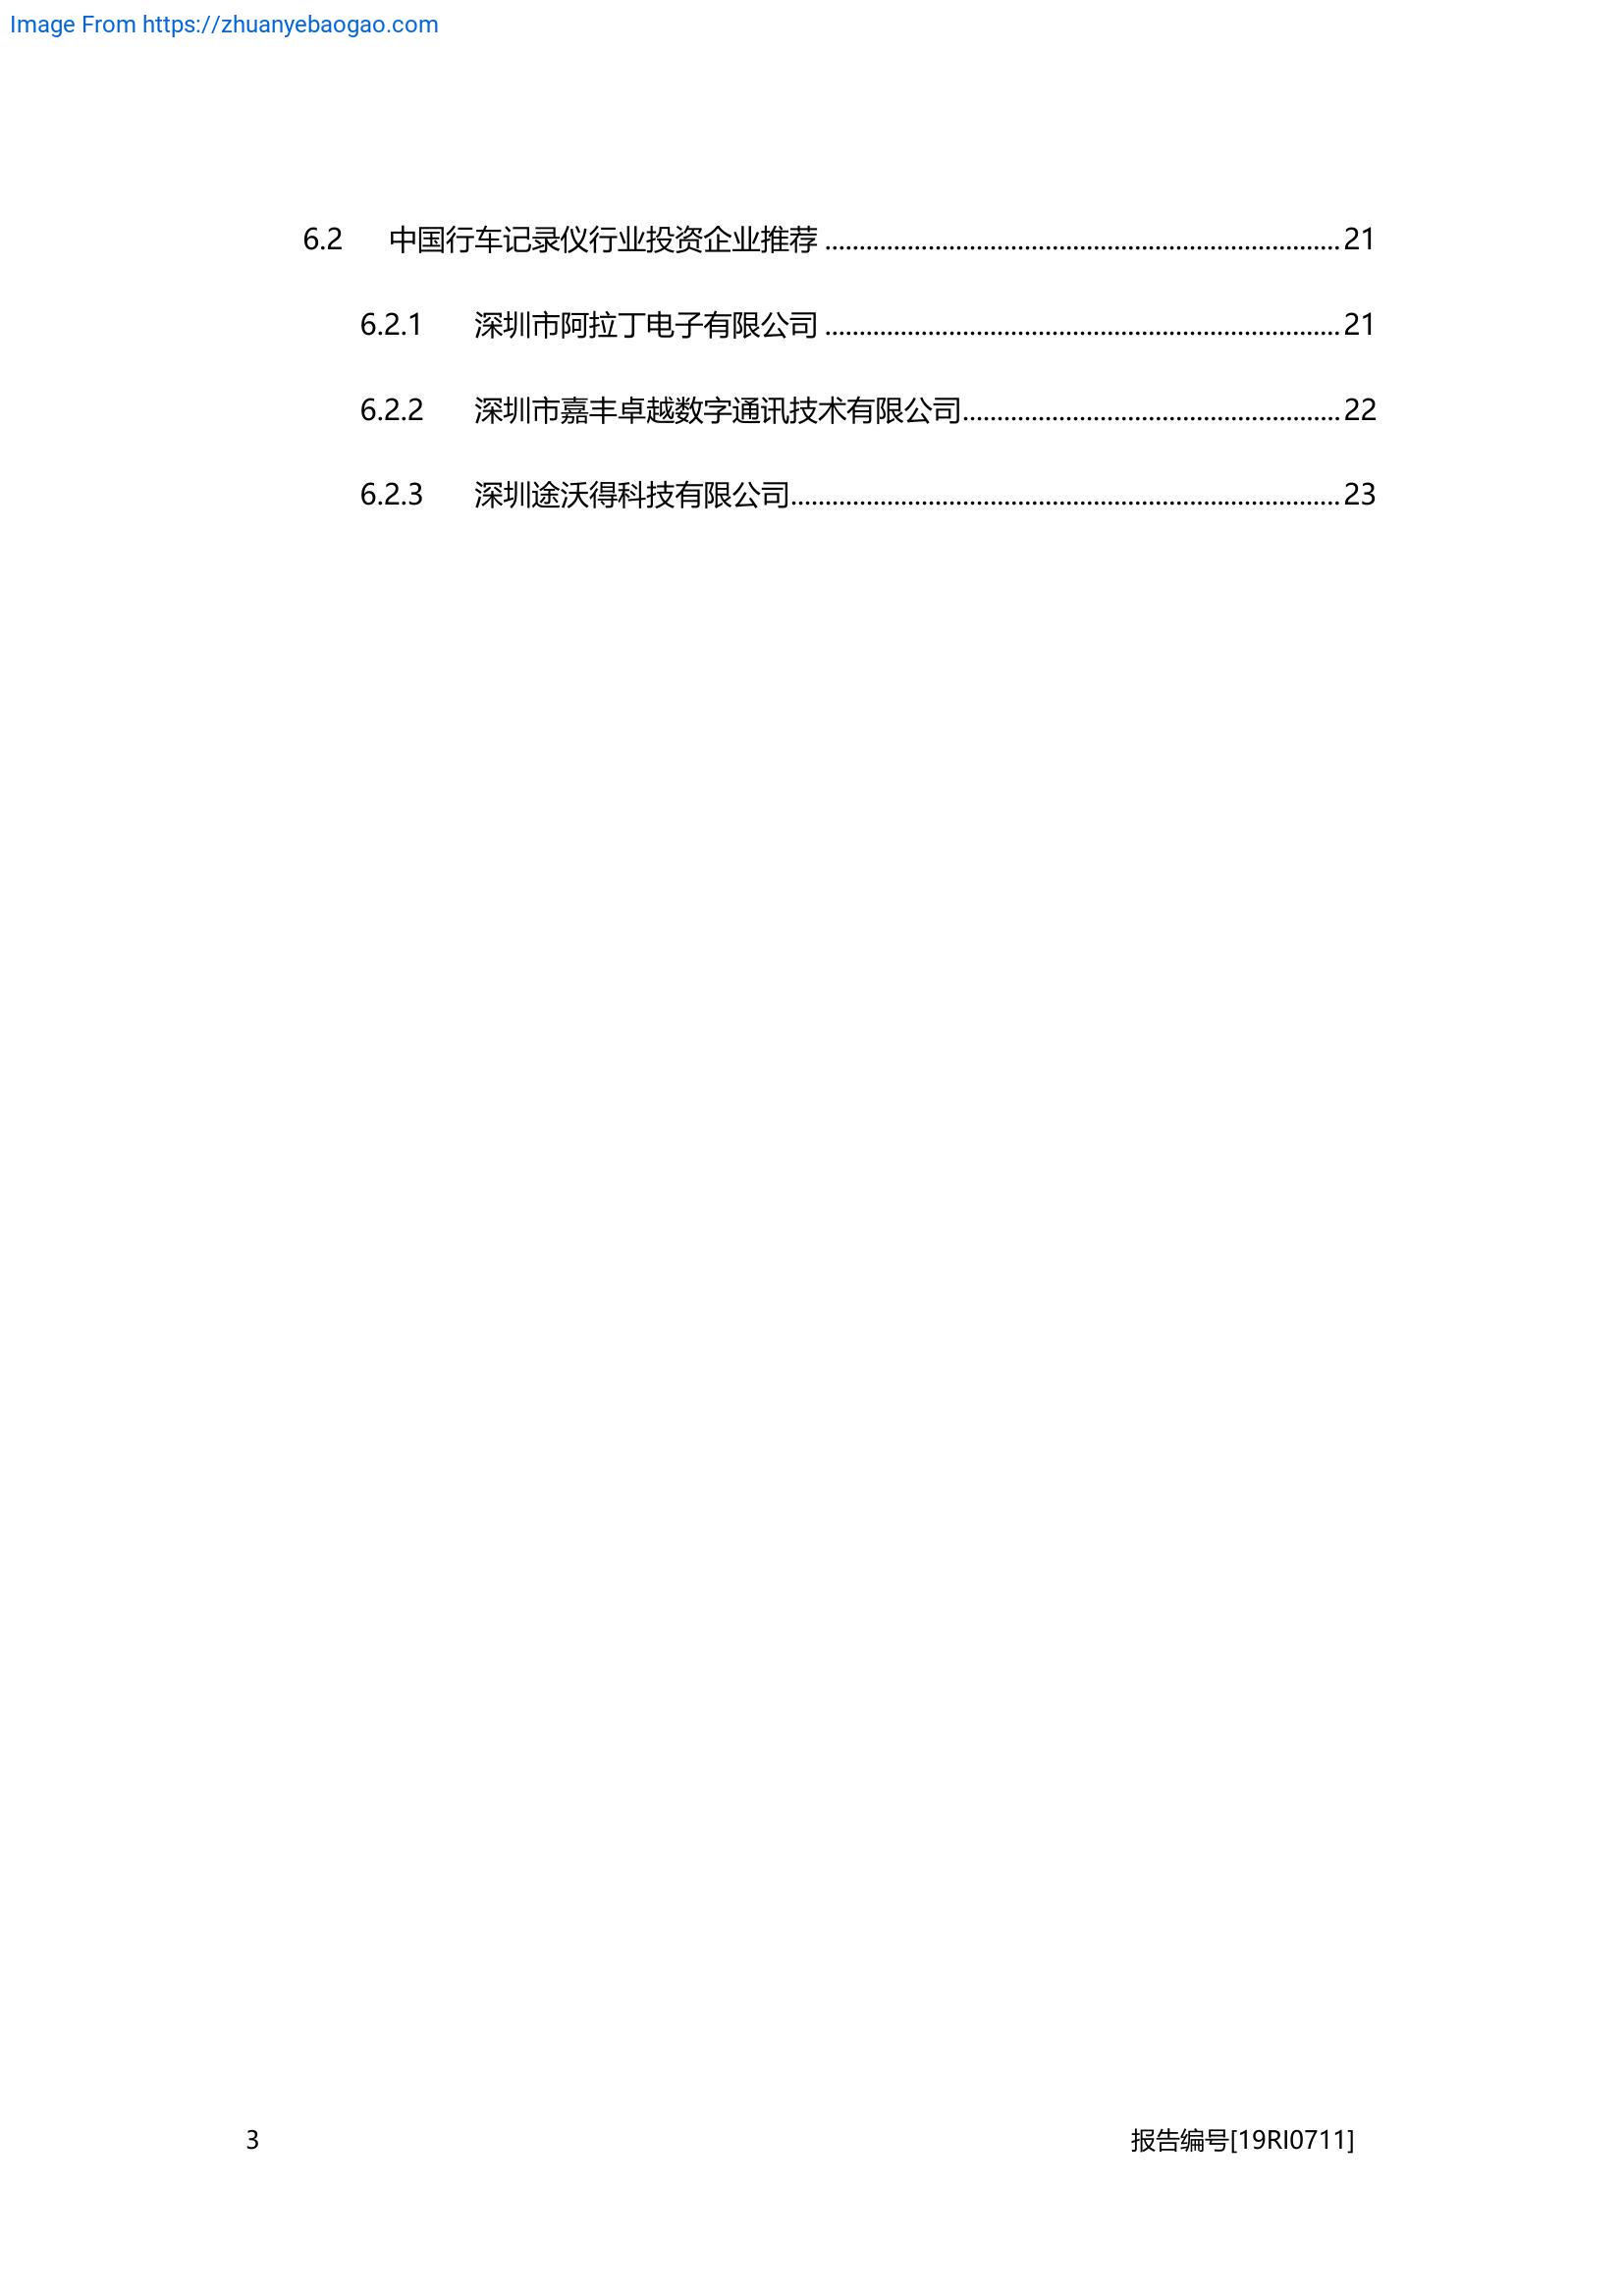 Image From https://zhuanyebaogao.com
6.2 中国行车记录仪行业投资企业推荐 ........................................................................... 21
6.2.1 深圳市阿拉丁电子有限公司 ........................................................................... 21
6.2.2 深圳市嘉丰卓越数字通讯技术有限公司....................................................... 22
6.2.3 深圳途沃得科技有限公司................................................................................ 23
3 报告编号[19RI0711]